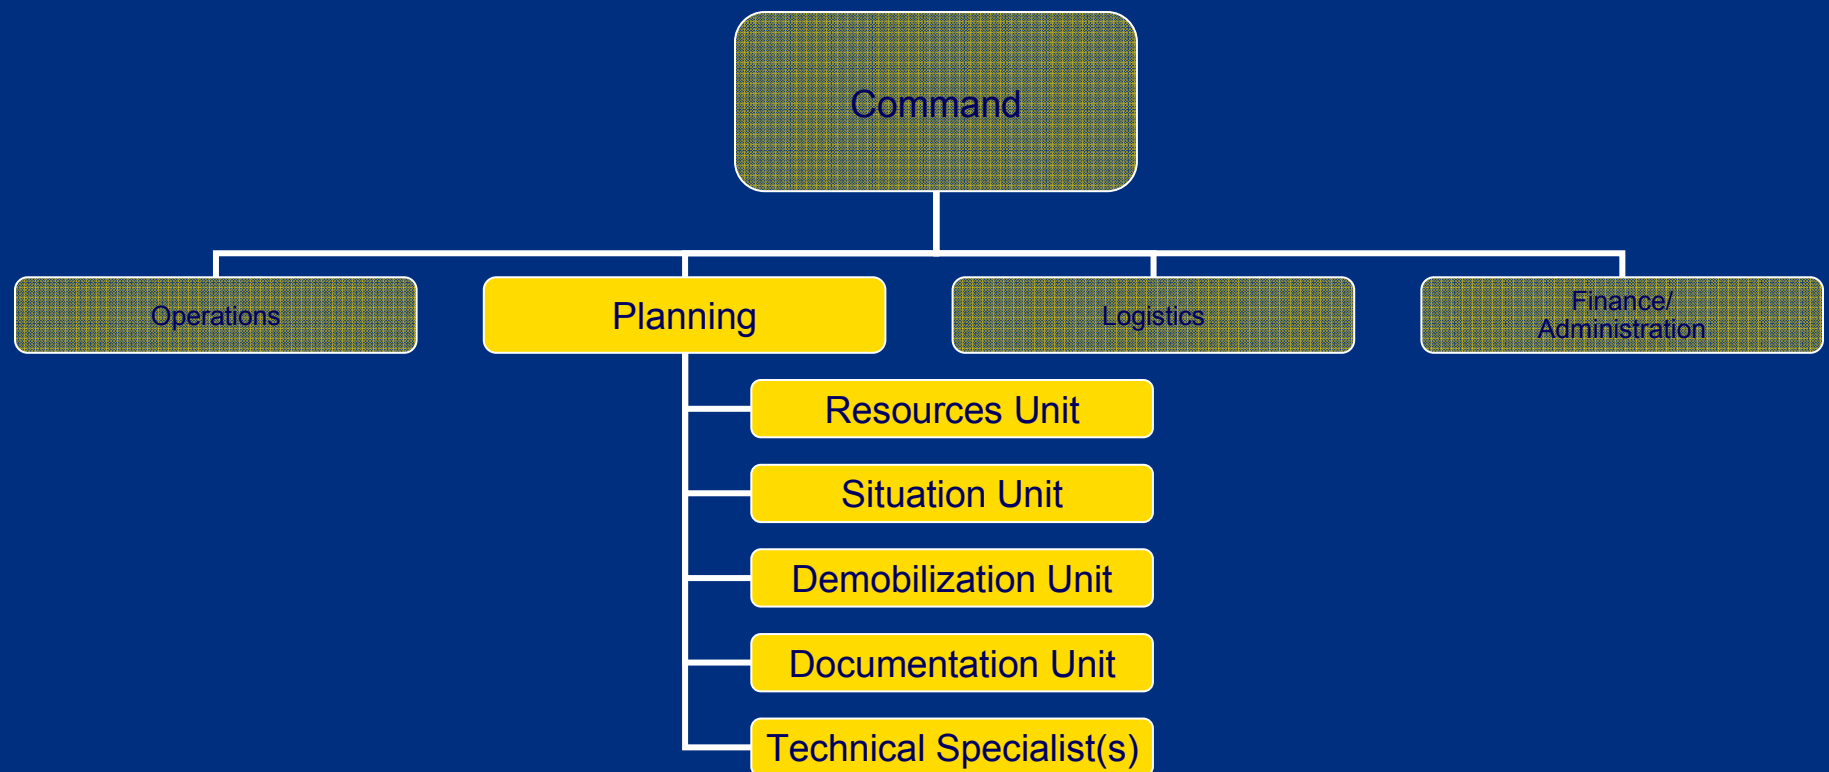 Command
Operations
Planning
Logistics
Finance/
Administration
Resources Unit
Situation Unit
Demobilization Unit
Documentation Unit
Technical Specialist(s)